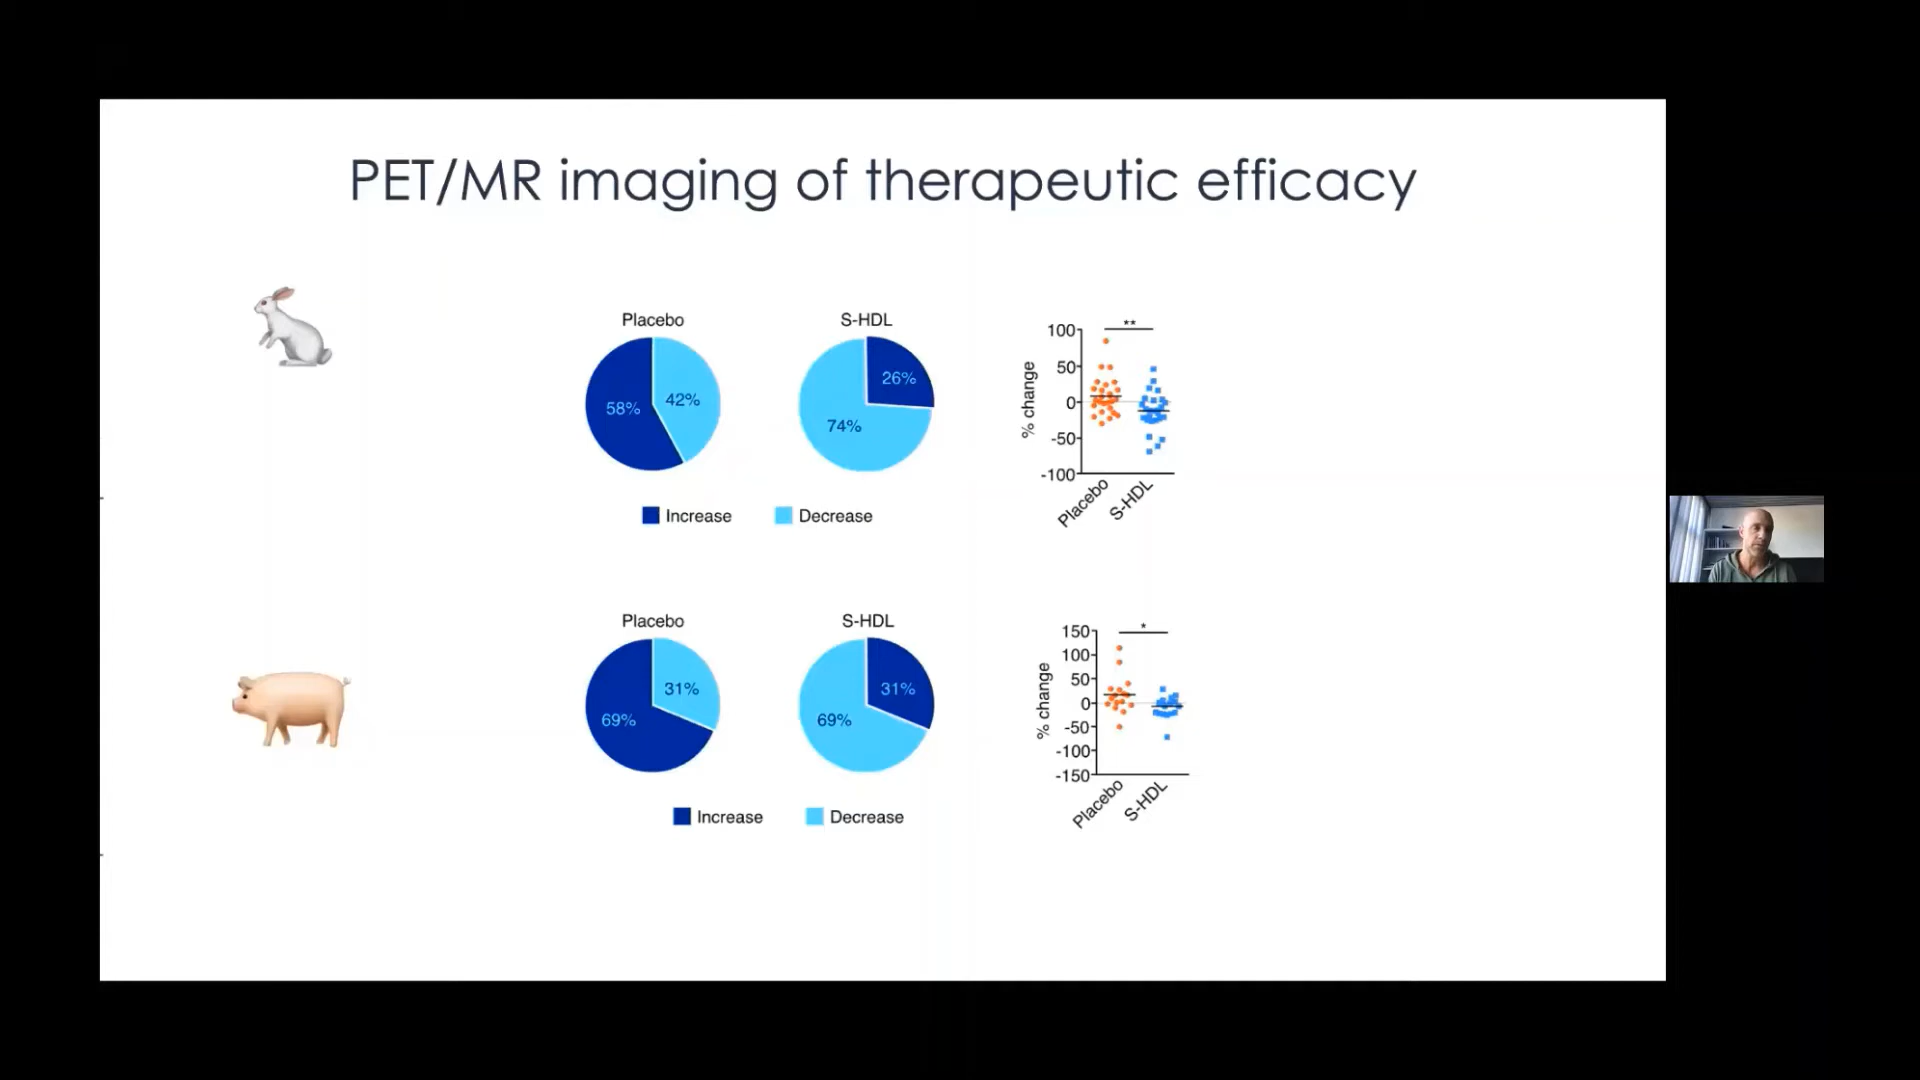 PET/MR imaging of therapeutic efficacy
Placebo
S-HDL
58%
42%
26%
74%
Increase
Decrease
**
100
50
0
-50
-100
% change
Placebo
S-HDL
Placebo
S-HDL
69%
31%
31%
69%
Increase
Decrease
*
150
100
50
0
-50
-100
-150
% change
Placebo
S-HDL